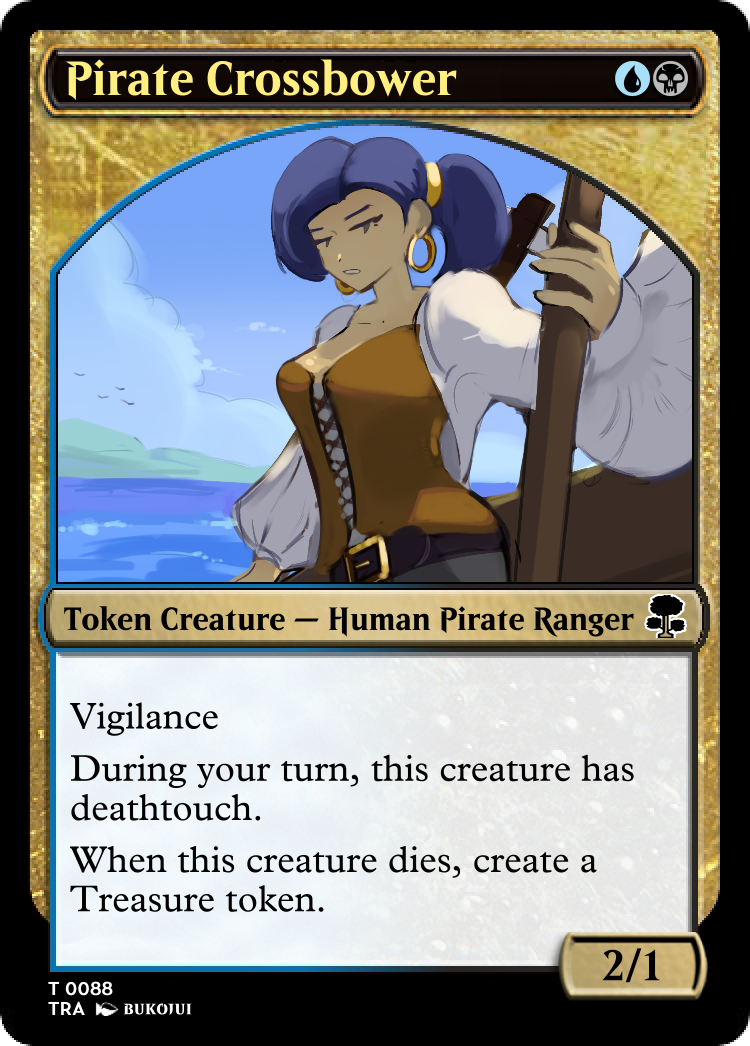 Pirate Crossbower
Token Creature — Human Pirate Ranger
Vigilance
During your turn, this creature has
deathtouch.
When this creature dies, create a
Treasure token.
2/1
T 0088
TRA BUKOJUI